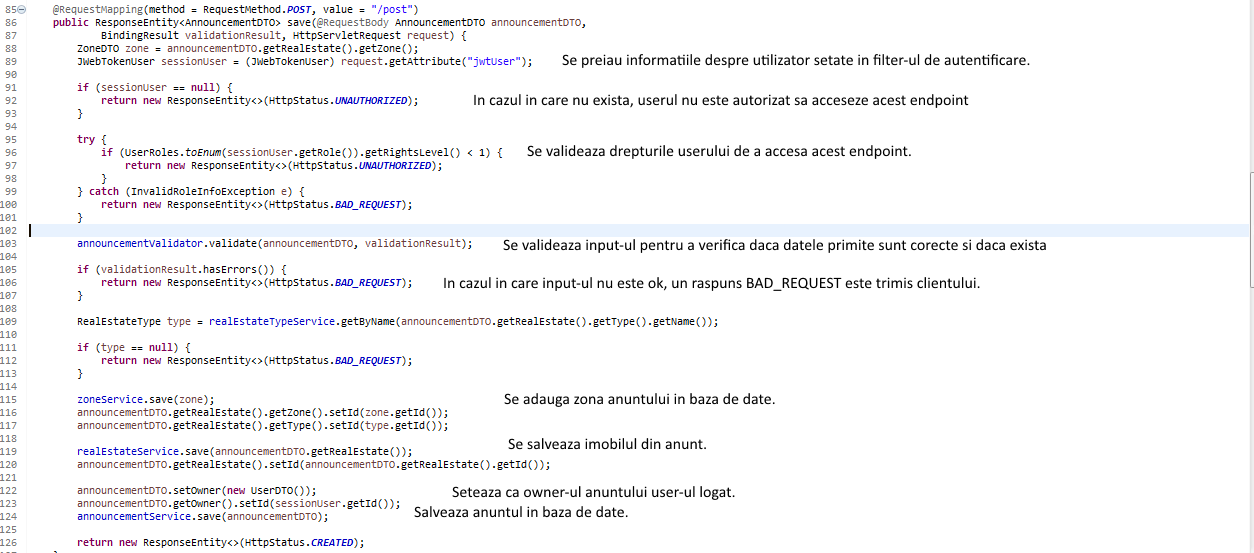 85 @RequestMapping(method = RequestMethod.POST, value = "/post")
86 public ResponseEntity<AnnouncementDTO> save(@RequestBody AnnouncementDTO announcementDTO,
87 BindingResult validationResult, HttpServletRequest request) {
88 ZoneDTO zone = announcementDTO.getRealEstate().getZone();
89 JWebTokenUser sessionUser = (JWebTokenUser) request.getAttribute("jwtUser"); Se preiau informatiile despre utilizator setate in filter-ul de autentificare.
90
91 if (sessionUser == null) {
92 return new ResponseEntity<>(HttpStatus.UNAUTHORIZED); In cazul in care nu exista, userul nu este autorizat sa acceseze acest endpoint
93 }
94
95 try {
96 if (UserRoles.toEnum(sessionUser.getRole()).getRightsLevel() < 1) { Se valideaza drepturile userului de a accesa acest endpoint.
97 return new ResponseEntity<>(HttpStatus.UNAUTHORIZED);
98 }
99 } catch (InvalidRoleInfoException e) {
100 return new ResponseEntity<>(HttpStatus.BAD_REQUEST);
101 }
102
103 announcementValidator.validate(announcementDTO, validationResult); Se valideaza input-ul pentru a verifica daca datele primite sunt corecte si daca exista
104
105 if (validationResult.hasErrors()) {
106 return new ResponseEntity<>(HttpStatus.BAD_REQUEST); In cazul in care input-ul nu este ok, un raspuns BAD_REQUEST este trimis clientului.
107 }
108
109 RealEstateType type = realEstateTypeService.getByName(announcementDTO.getRealEstate().getType().getName());
110
111 if (type == null) {
112 return new ResponseEntity<>(HttpStatus.BAD_REQUEST);
113 }
114
115 zoneService.save(zone); Se adauga zona anuntului in baza de date.
116 announcementDTO.getRealEstate().getZone().setId(zone.getId());
117 announcementDTO.getRealEstate().getType().setId(type.getId());
118
Se salveaza imobilul din anunt.
119 realEstateService.save(announcementDTO.getRealEstate());
120 announcementDTO.getRealEstate().setId(announcementDTO.getRealEstate().getId());
121
122 announcementDTO.setOwner(new UserDTO()); Seteaza ca owner-ul anuntului user-ul logat.
123 announcementDTO.getOwner().setId(sessionUser.getId());
124 announcementService.save(announcementDTO); Salveaza anuntul in baza de date.
125
126 return new ResponseEntity<>(HttpStatus.CREATED);